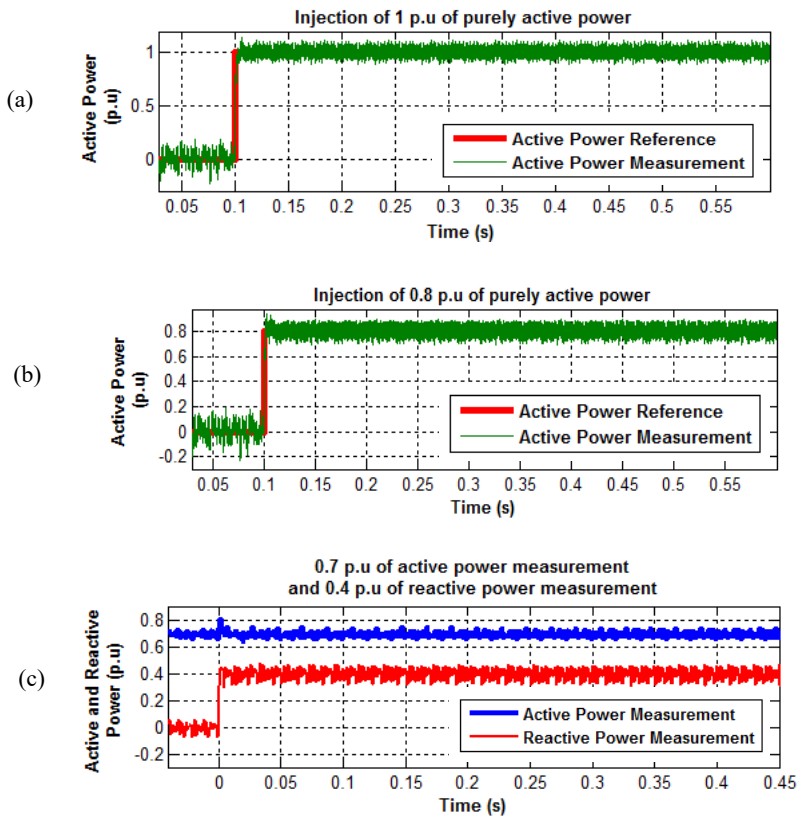 Injection of 1 p.u of purely active power
(a)
Active Power
(p.u)
1
0.5
0
Active Power Reference
Active Power Measurement
0.05 0.1 0.15 0.2 0.25 0.3 0.35 0.4 0.45 0.5 0.55
Time (s)
Injection of 0.8 p.u of purely active power
(b)
Active Power
(p.u)
0.8
0.6
0.4
0.2
0
-0.2
Active Power Reference
Active Power Measurement
0.05 0.1 0.15 0.2 0.25 0.3 0.35 0.4 0.45 0.5 0.55
Time (s)
0.7 p.u of active power measurement
and 0.4 p.u of reactive power measurement
(c)
Active and Reactive
Power (p.u)
0.8
0.6
0.4
0.2
0
-0.2
Active Power Measurement
Reactive Power Measurement
0 0.05 0.1 0.15 0.2 0.25 0.3 0.35 0.4 0.45
Time (s)